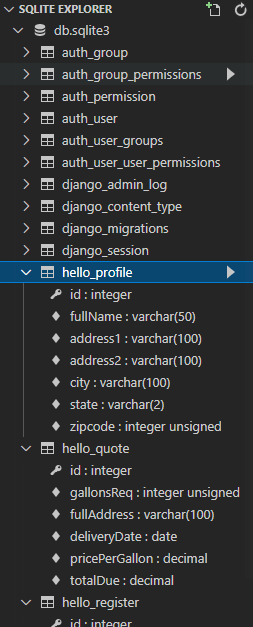 SQLITE EXPLORER
db.sqlite3
auth_group
auth_group_permissions
auth_permission
auth_user
auth_user_groups
auth_user_user_permissions
django_admin_log
django_content_type
django_migrations
django_session
hello_profile
id : integer
fullName : varchar(50)
address1 : varchar(100)
address2 : varchar(100)
city : varchar(100)
state : varchar(2)
zipcode : integer unsigned
hello_quote
id : integer
gallonsReq : integer unsigned
fullAddress : varchar(100)
deliveryDate : date
pricePerGallon : decimal
totalDue : decimal
hello_register
id : integer